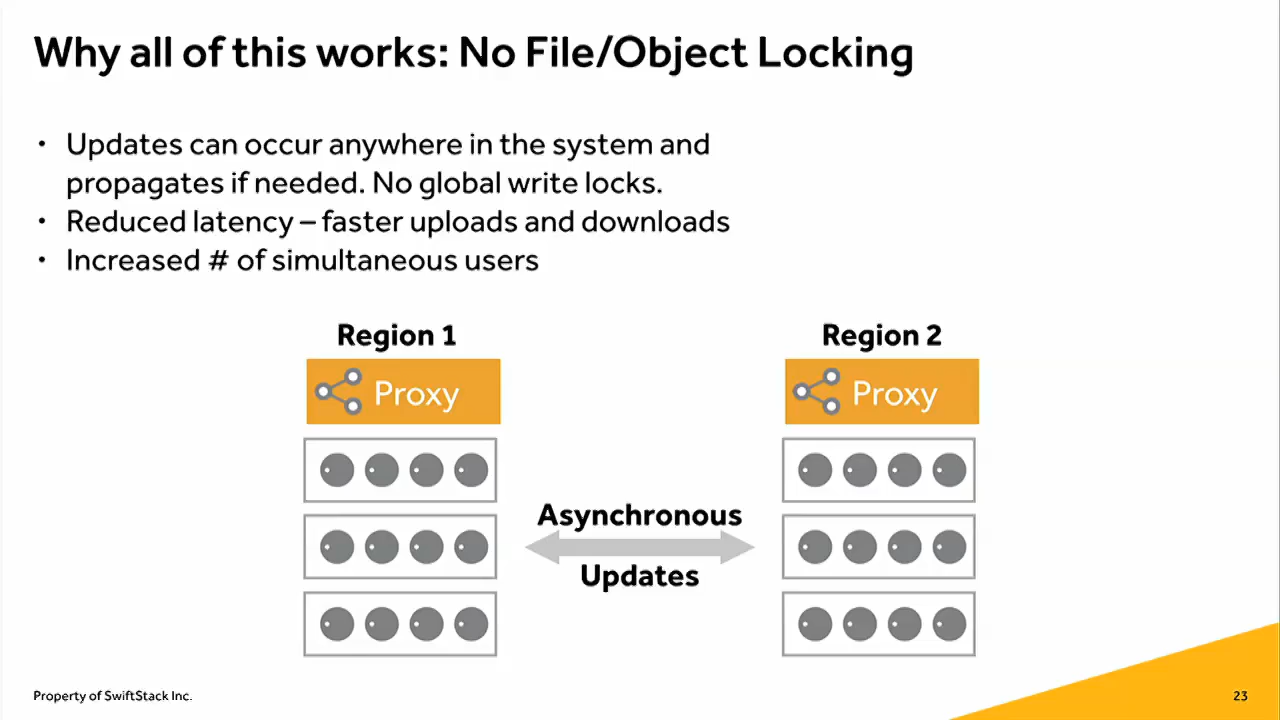 Why all of this works: No File/Object Locking
• Updates can occur anywhere in the system and
propagates if needed. No global write locks.
• Reduced latency – faster uploads and downloads
• Increased # of simultaneous users
Region 1
Region 2
Proxy
Proxy
Asynchronous
Updates
Property of SwiftStack Inc.
23